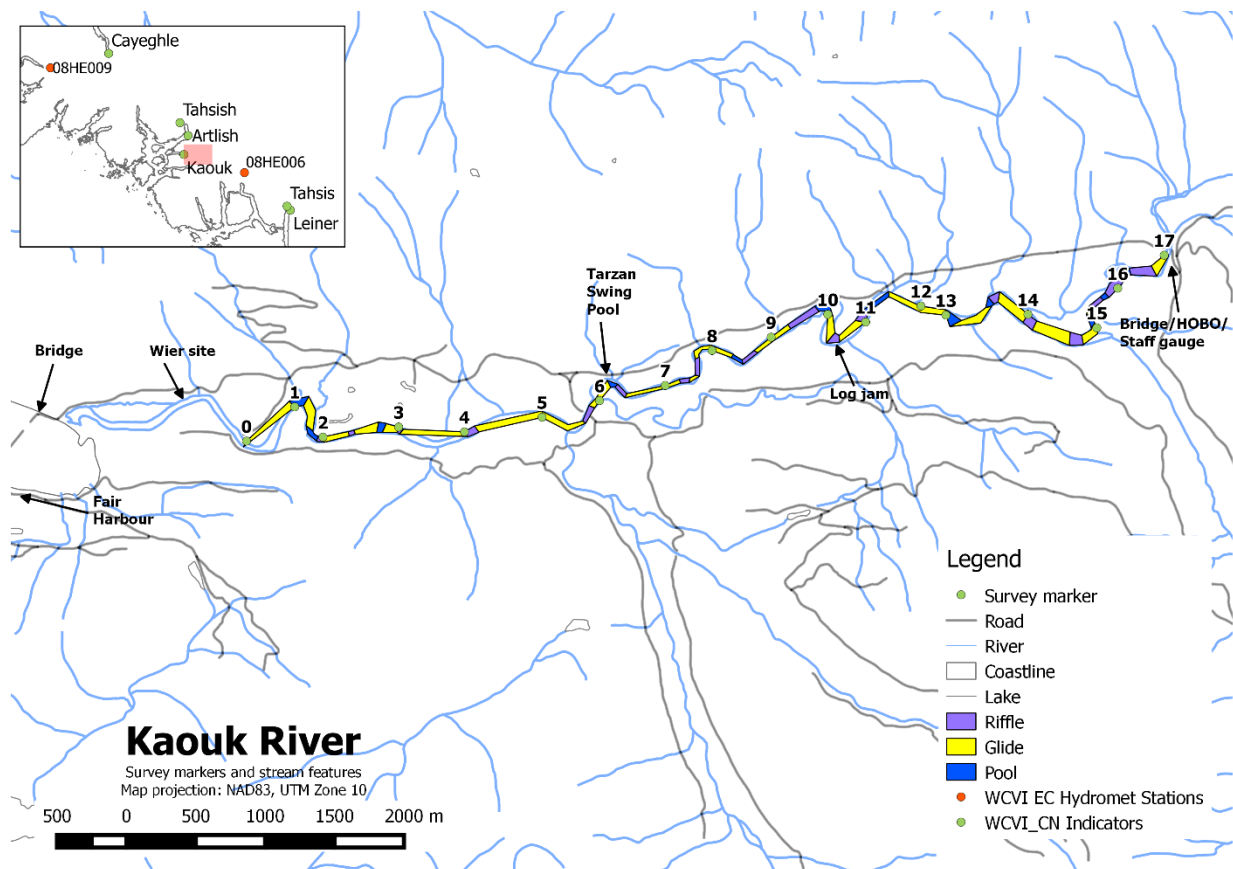 Cayeghle
08HE009
Tahsish
Artlish
Kaouk
08HE006
Tahsis
Leiner
17
16
Bridge/HOBO/
Staff gauge
15
14
13
12
11
10
Log jam
9
8
7
Tarzan
Swing
Pool
6
5
4
3
2
1
0
Wier site
Bridge
Fair
Harbour
Legend
Survey marker
Road
River
Coastline
Lake
Riffle
Glide
Pool
WCVI EC Hydromet Stations
WCVI_CN Indicators
Kaouk River
Survey markers and stream features
Map projection: NAD83, UTM Zone 10
500 0 500 1000 1500 2000 m